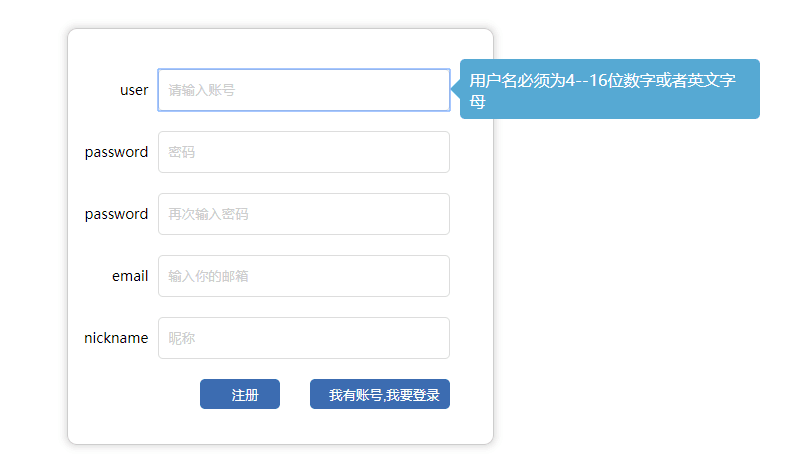 user 请输入账号
用户名必须为4--16位数字或者英文字
母
password 密码
password 再次输入密码
email 输入你的邮箱
nickname 昵称
注册 我有账号,我要登录